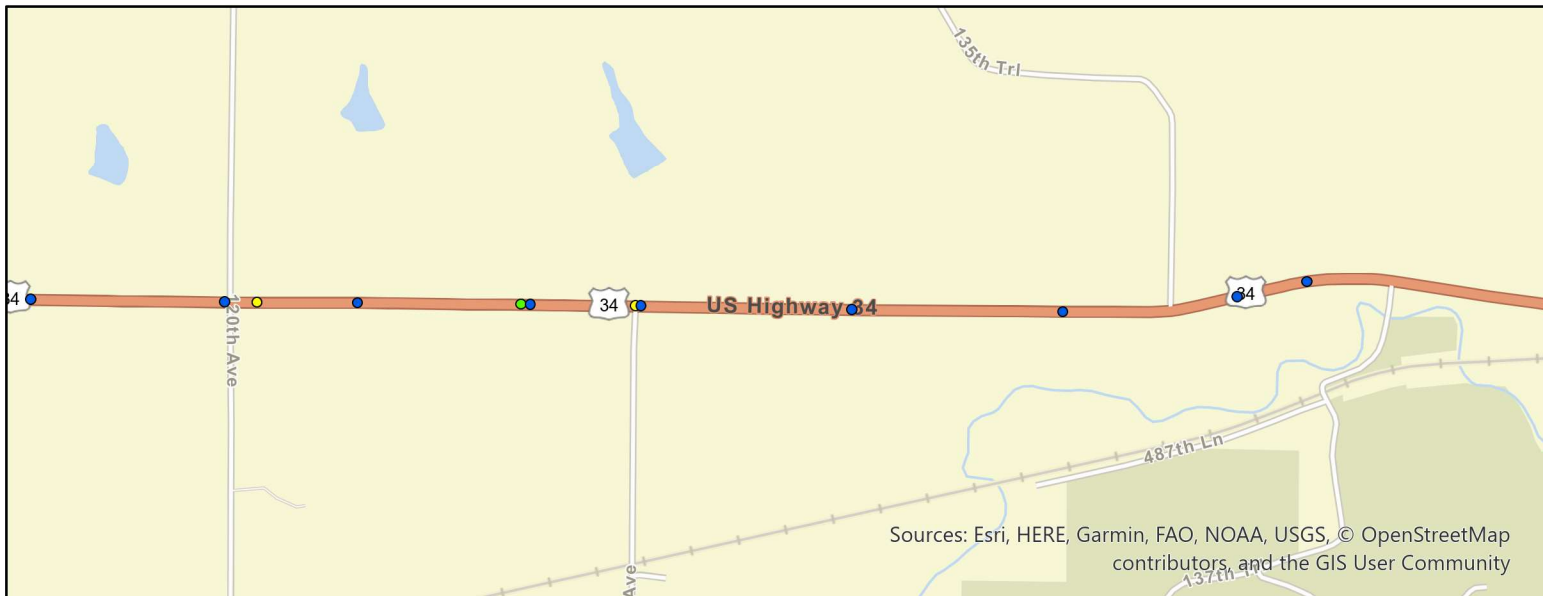 135th Trl
34
120th Ave
34
US Highway 34
34
487th Ln
Sources: Esri, HERE, Garmin, FAO, NOAA, USGS, © OpenStreetMap
contributors, and the GIS User Community
Ave
137th